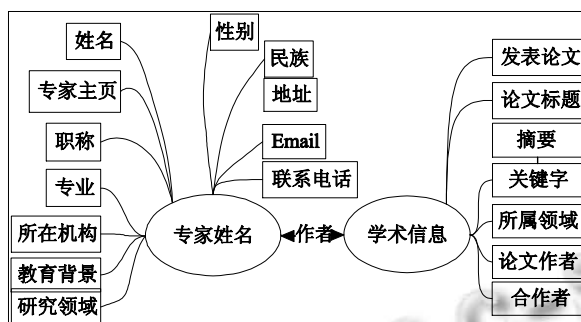 姓名
专家主页
职称
专业
所在机构
教育背景
研究领域
性别
民族
地址
Email
联系电话
专家姓名
作者
学术信息
发表论文
论文标题
摘要
关键字
所属领域
论文作者
合作者